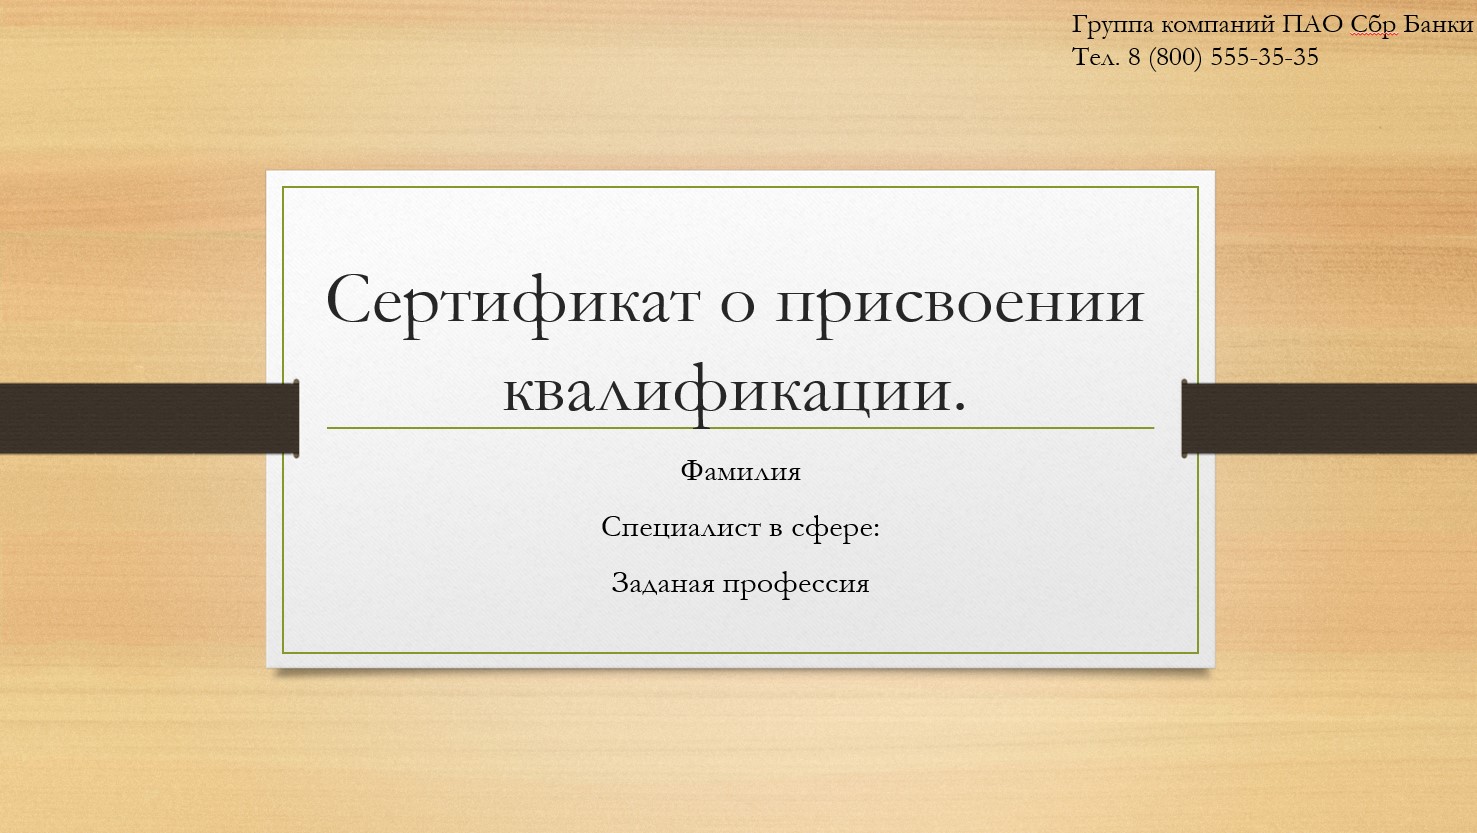 Группа компаний ПАО Сбр Банки
Тел. 8 (800) 555-35-35
Сертификат о присвоении
квалификации.
Фамилия
Специалист в сфере:
Заданая профессия